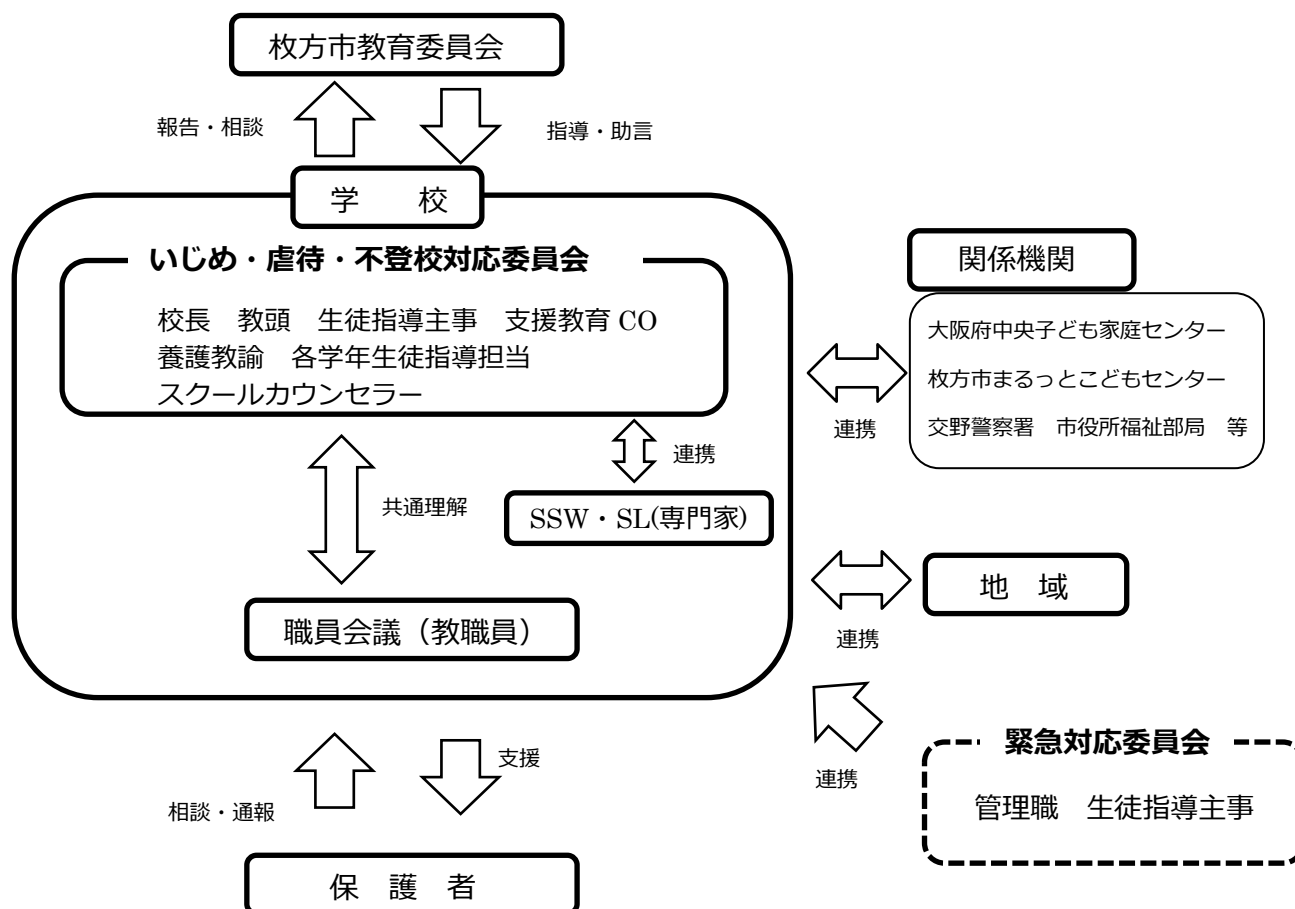 枚方市教育委員会
報告・相談
指導・助言
学　校
いじめ・虐待・不登校対応委員会
校長　教頭　生徒指導主事　支援教育 CO
養護教諭　各学年生徒指導担当
スクールカウンセラー
関係機関
大阪府中央子ども家庭センター
枚方市まるっとこどもセンター
交野警察署　市役所福祉部局　等
連携
連携
共通理解
SSW・SL(専門家)
地　域
連携
職員会議（教職員）
緊急対応委員会
管理職　生徒指導主事
連携
支援
相談・通報
保　護　者